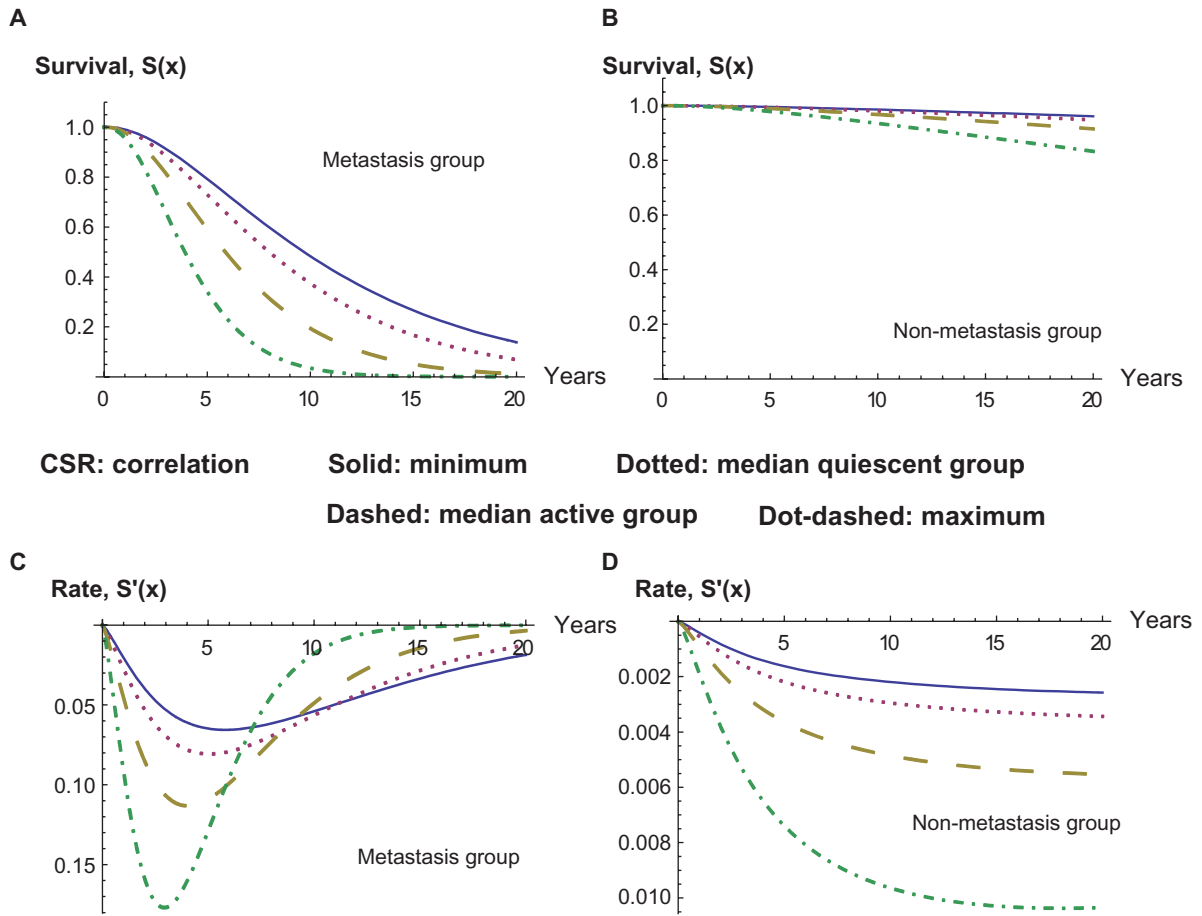 A
Survival, S(x)
1.0
0.8
0.6
0.4
0.2
Metastasis group
0 5 10 15 20
Years
B
Survival, S(x)
1.0
0.8
0.6
0.4
0.2
Non-metastasis group
0 5 10 15 20
Years
CSR: correlation Solid: minimum Dotted: median quiescent group
Dashed: median active group Dot-dashed: maximum
C
Rate, S'(x)
Years
0 5 10 15 20
0.05
0.10
0.15
Metastasis group
D
Rate, S'(x)
Years
0 5 10 15 20
0.002
0.004
0.006
0.008
0.010
Non-metastasis group